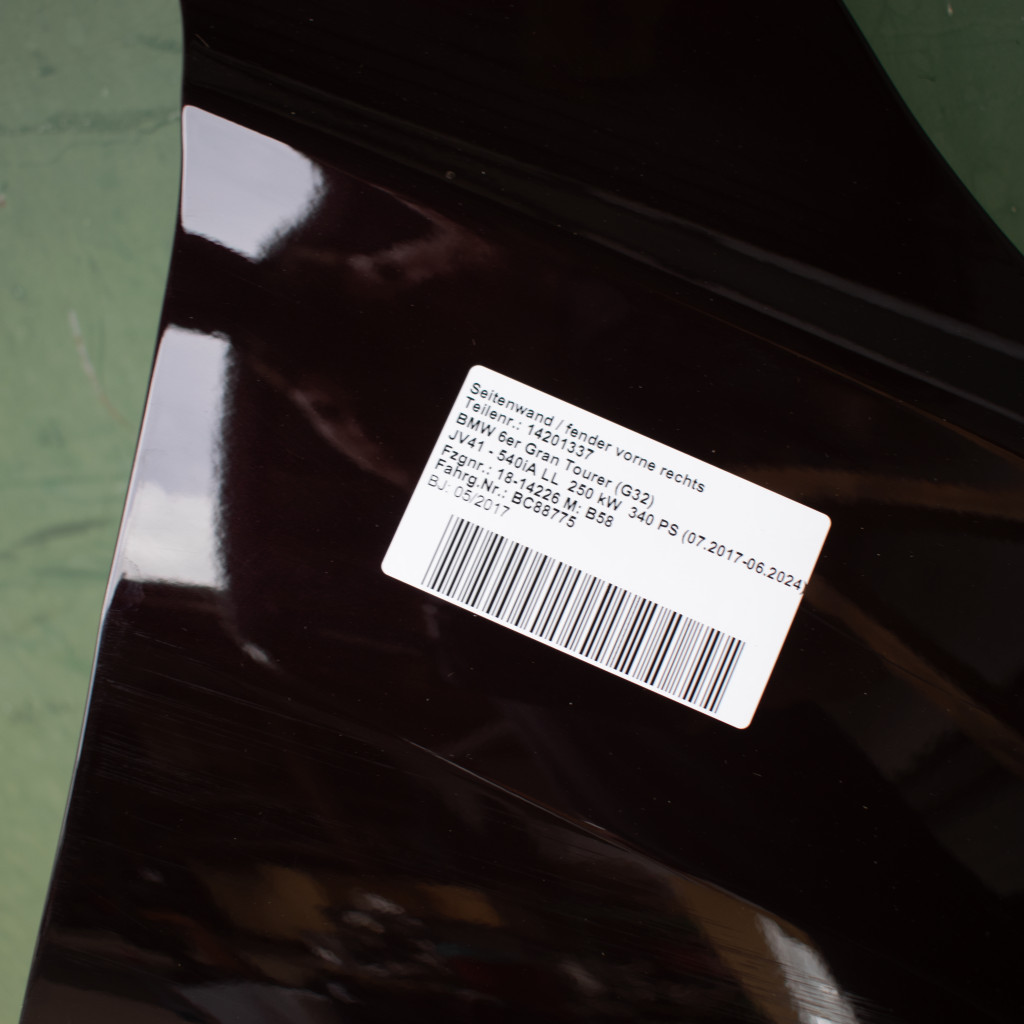 Seitenwand / fender vorne rechts
Teilenr.: 14201337
BMW 6er Gran Tourer (G32)
JV41 - 540iA LL 250 kW 340 PS (07.2017-06.2024)
Fzgnr.: 18-14226 M: B58
Fahrg.Nr.: BC88775
BJ: 05/2017